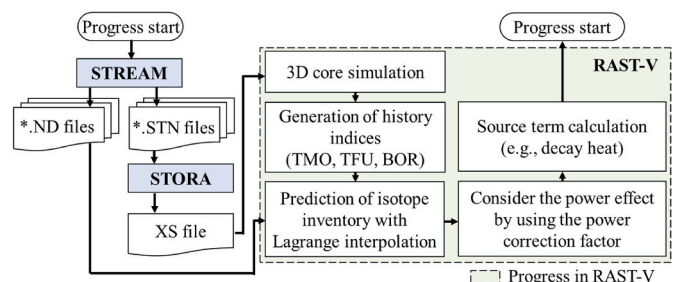 Progress start
STREAM
*.ND files
*.STN files
STORA
XS file
Progress start
RAST-V
3D core simulation
Generation of history
indices
(TMO, TFU, BOR)
Prediction of isotope
inventory with
Lagrange interpolation
Source term calculation
(e.g., decay heat)
Consider the power effect
by using the power
correction factor
Progress in RAST-V